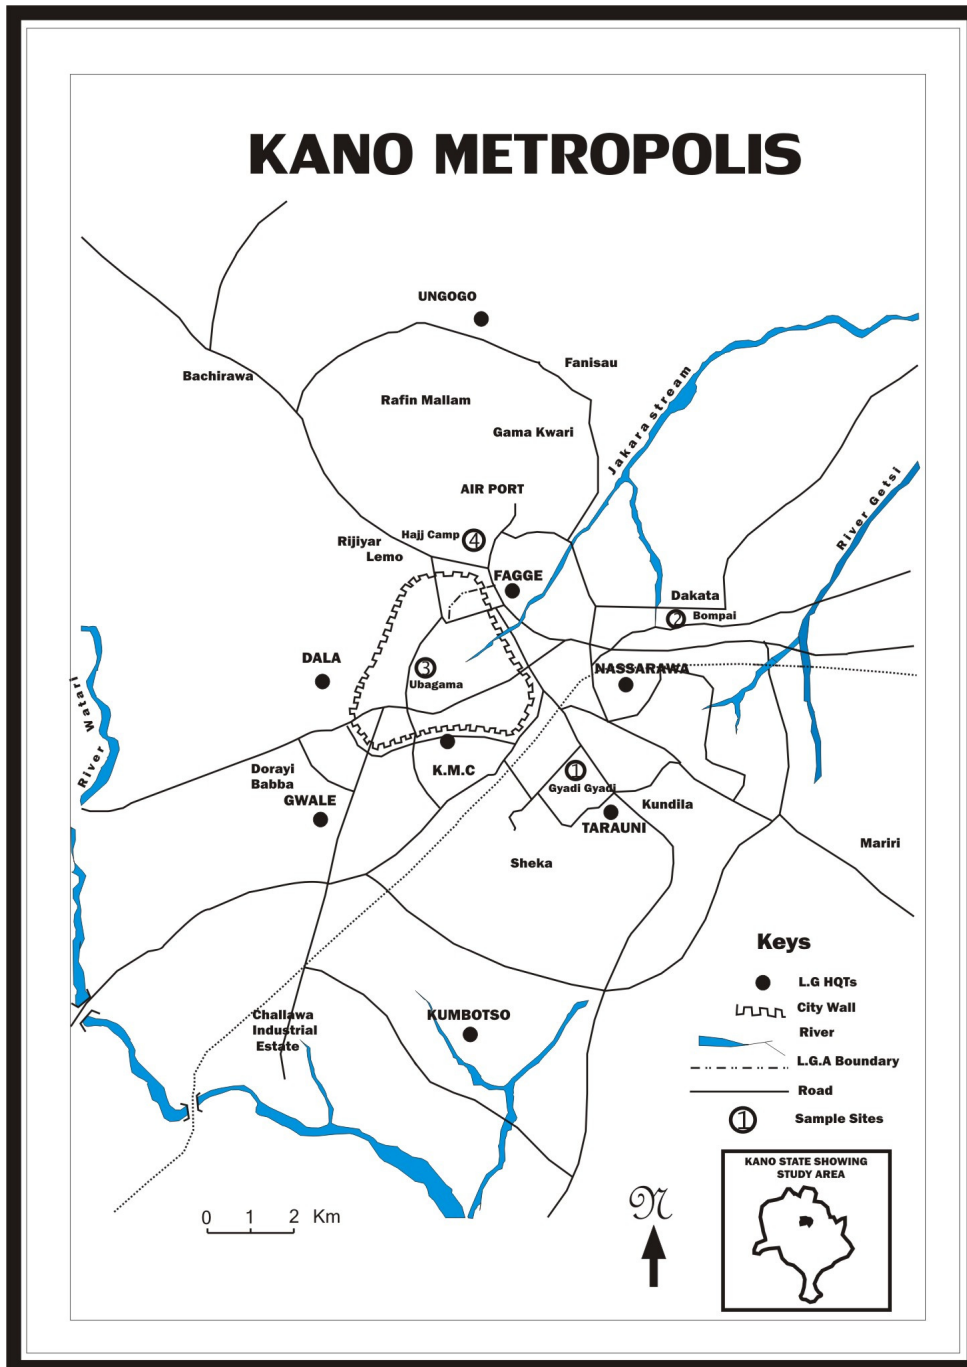 KANO METROPOLIS
UNGOGO
Fanisau
Bachirawa
Rafin Mallam
Gama Kwari
Jakara stream
AIR PORT
River Getsi
Hajj Camp
4
Rijiyar
Lemo
FAGGE
Dakata
2
Bompai
DALA
3
Ubagama
NASSARAWA
River Watari
K.M.C
Dorayi
Babba
1
Gyadi Gyadi
GWALE
Kundila
TARAUNI
Mariri
Sheka
Keys
L.G HQTs
City Wall
River
L.G.A Boundary
Road
1
Sample Sites
Challawa
Industrial
Estate
KUMBOTSO
KANO STATE SHOWING
STUDY AREA
N
0 1 2 Km